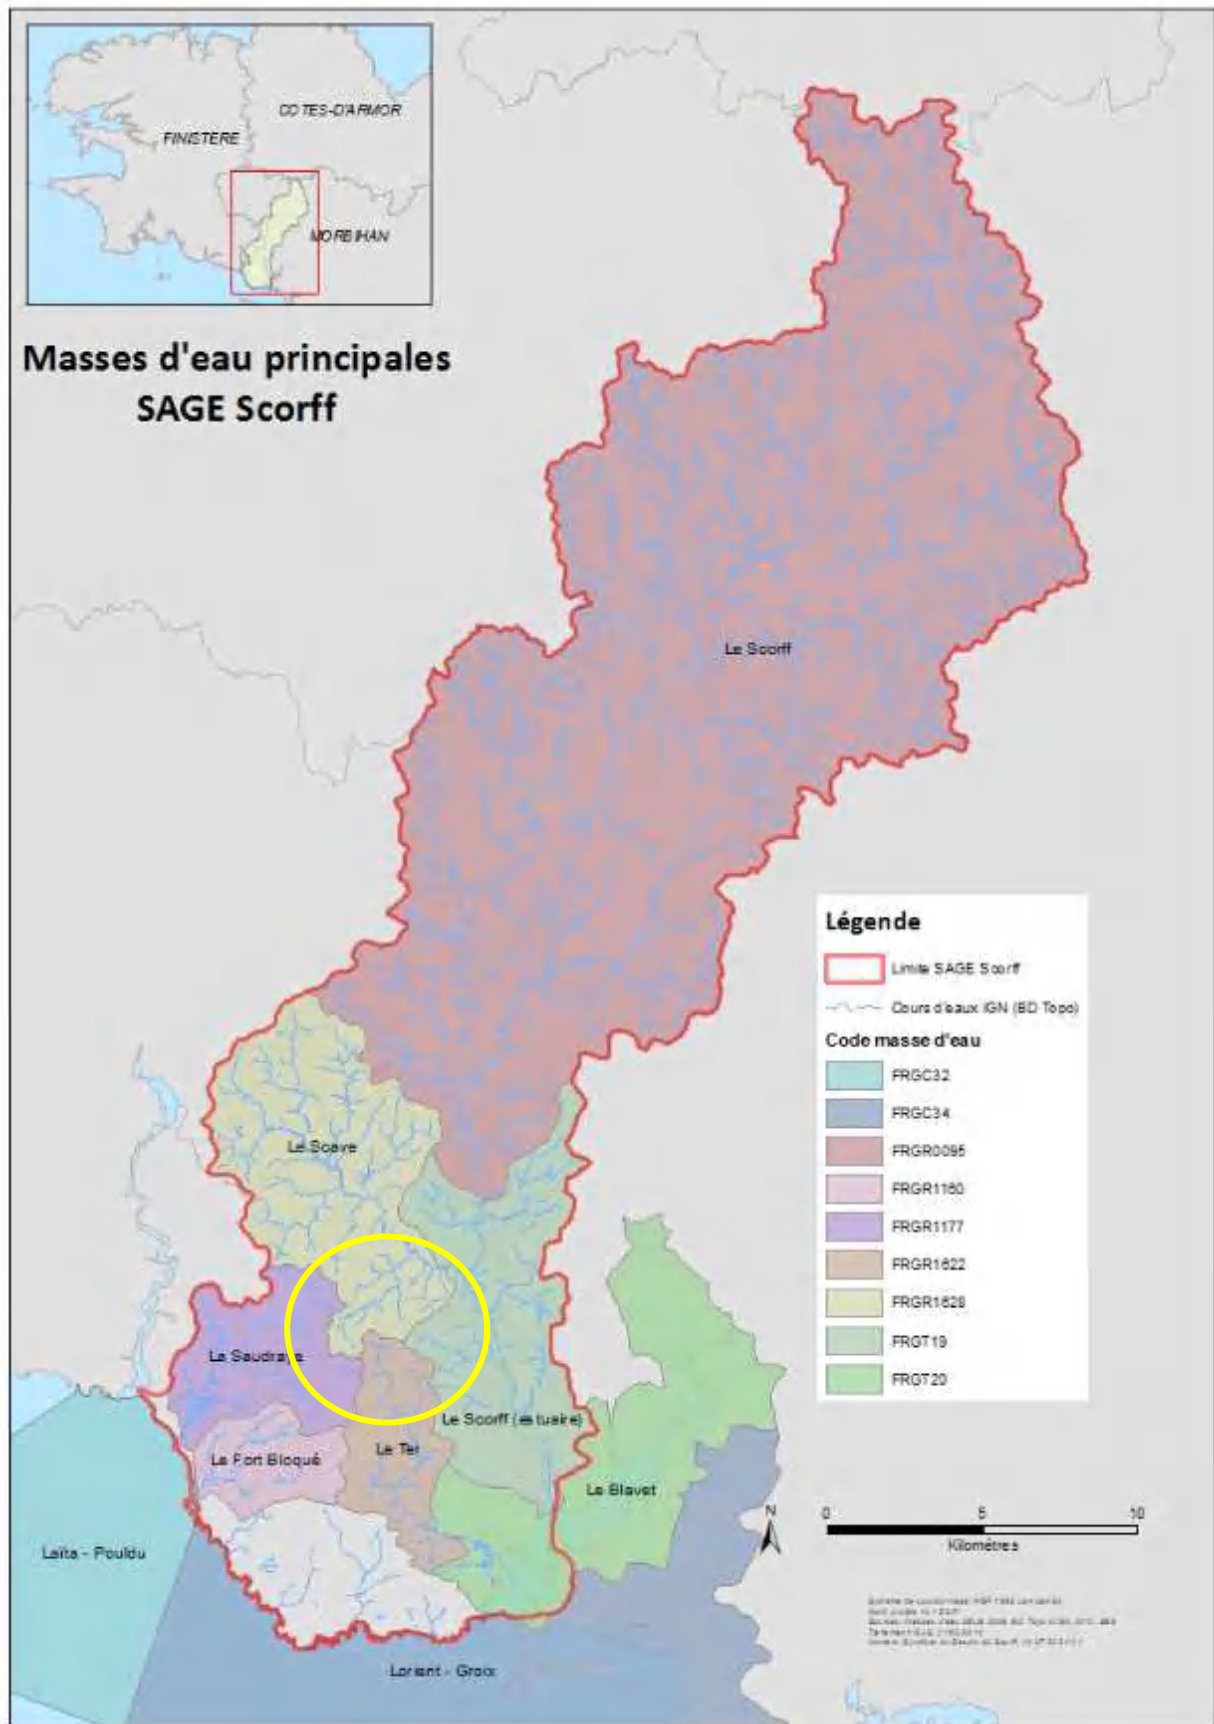 COTES-D'ARMOR
FINISTERE
MORBIHAN
Masses d'eau principales
SAGE Scorff
Le Scorff
Légende
Limite SAGE Scorff
Cours d'eaux IGN (BD Topo)
Code masse d'eau
FRGC32
FRGC34
FRGR0095
FRGR1160
FRGR1177
FRGR1622
FRGR1628
FRGT19
FRGT20
Le Scave
La Saudraye
Le Scorff (estuaire)
Le Fort Bloqué
Le Ter
Le Blavet
N
0 5 10
Kilomètres
Laïta - Pouldu
Lorient - Groix